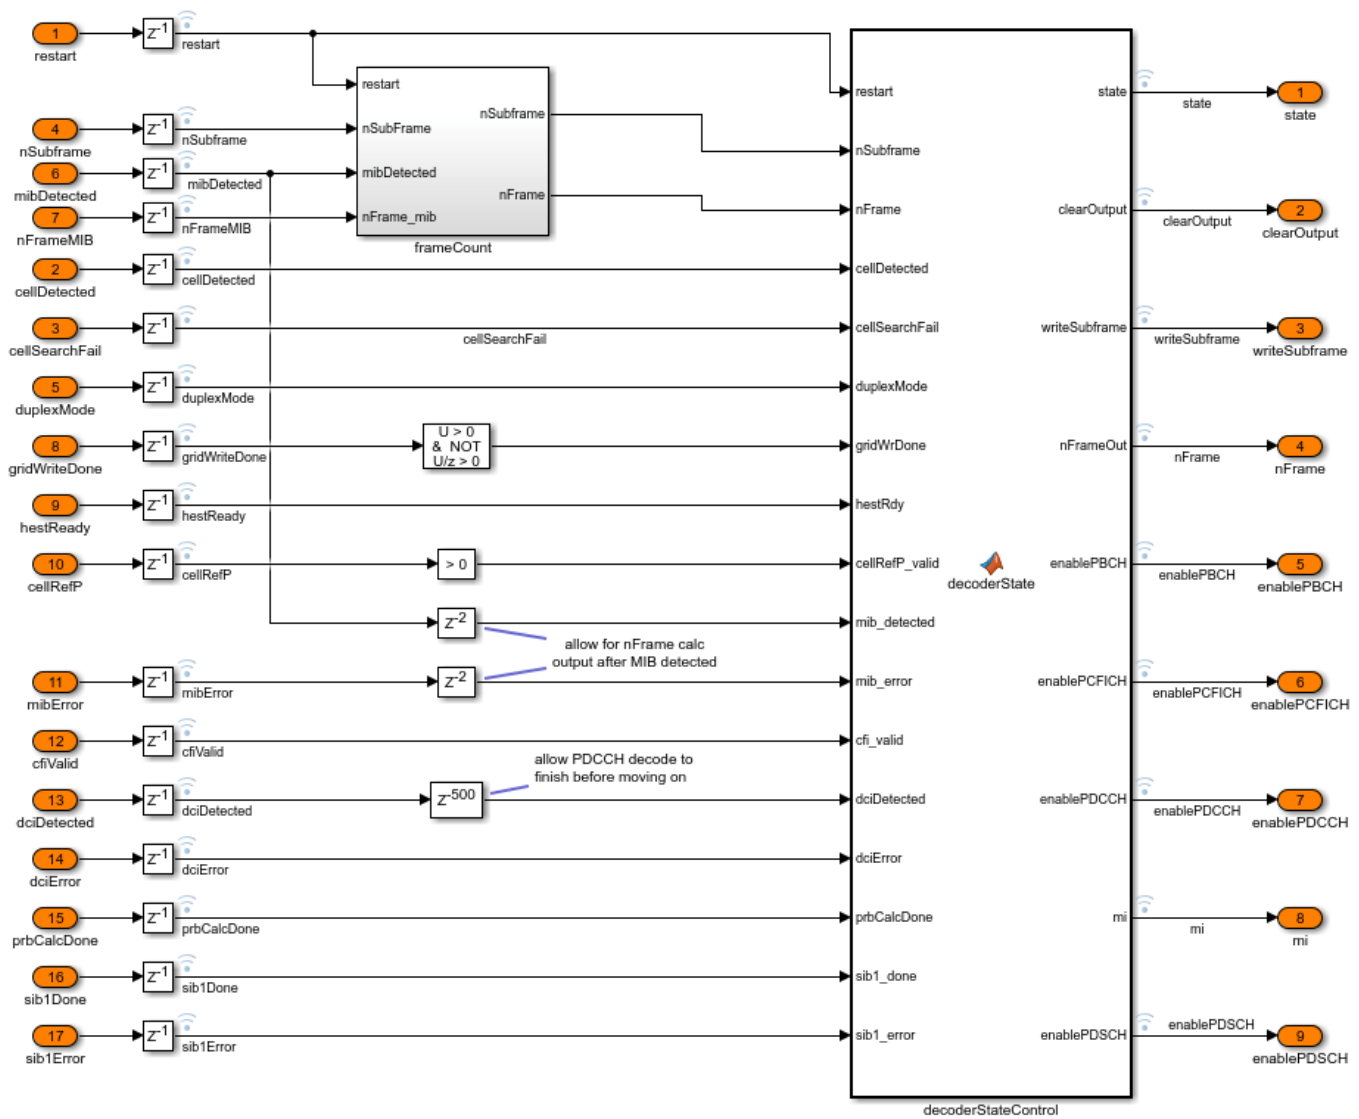 1
restart
Z-1
restart
4
nSubframe
Z-1
nSubframe
6
mibDetected
Z-1
mibDetected
7
nFrameMIB
Z-1
nFrameMIB
restart
nSubFrame
mibDetected
nFrame_mib
nSubframe
nFrame
frameCount
2
cellDetected
Z-1
cellDetected
3
cellSearchFail
Z-1
cellSearchFail
5
duplexMode
Z-1
duplexMode
8
gridWriteDone
Z-1
gridWriteDone
U > 0
& NOT
U/z > 0
9
hestReady
Z-1
hestReady
10
cellRefP
Z-1
cellRefP
> 0
Z-2
allow for nFrame calc
output after MIB detected
11
mibError
Z-1
mibError
Z-2
12
cfiValid
Z-1
cfiValid
allow PDCCH decode to
finish before moving on
13
dciDetected
Z-1
dciDetected
Z-500
14
dciError
Z-1
dciError
15
prbCalcDone
Z-1
prbCalcDone
16
sib1Done
Z-1
sib1Done
17
sib1Error
Z-1
sib1Error
restart
nSubframe
nFrame
cellDetected
cellSearchFail
duplexMode
gridWrDone
hestRdy
cellRefP_valid
mib_detected
mib_error
cfi_valid
dciDetected
dciError
prbCalcDone
sib1_done
sib1_error
decoderState
state
clearOutput
writeSubframe
nFrameOut
enablePBCH
enablePCFICH
enablePDCCH
mi
enablePDSCH
decoderStateControl
state
1
state
clearOutput
2
clearOutput
writeSubframe
3
writeSubframe
nFrame
4
nFrame
enablePBCH
5
enablePBCH
enablePCFICH
6
enablePCFICH
enablePDCCH
7
enablePDCCH
mi
8
mi
enablePDSCH
9
enablePDSCH